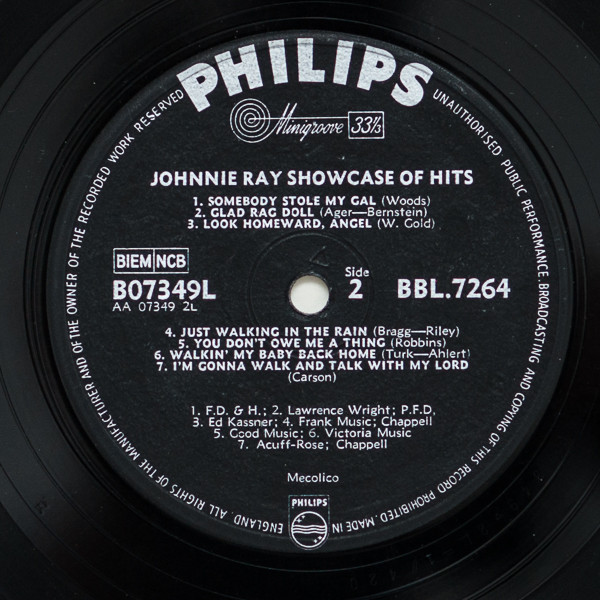 PHILIPS
Minigroove 33⅓
JOHNNIE RAY SHOWCASE OF HITS
1. SOMEBODY STOLE MY GAL (Woods)
2. GLAD RAG DOLL (Ager—Bernstein)
3. LOOK HOMEWARD, ANGEL (W. Gold)
BIEM NCB
B07349L
AA 07349 2L
Side
2
BBL.7264
4. JUST WALKING IN THE RAIN (Bragg—Riley)
5. YOU DON'T OWE ME A THING (Robbins)
6. WALKIN' MY BABY BACK HOME (Turk—Ahlert)
7. I'M GONNA WALK AND TALK WITH MY LORD
(Carson)
1. F.D. & H.; 2. Lawrence Wright; P.F.D.
3. Ed Kassner; 4. Frank Music; Chappell
5. Good Music; 6. Victoria Music
7. Acuff-Rose; Chappell
Mecolico
PHILIPS
ALL RIGHTS OF THE MANUFACTURER AND OF THE OWNER OF THE RECORDED WORK RESERVED
UNAUTHORISED PUBLIC PERFORMANCE, BROADCASTING AND COPYING OF THIS RECORD PROHIBITED. MADE IN ENGLAND.